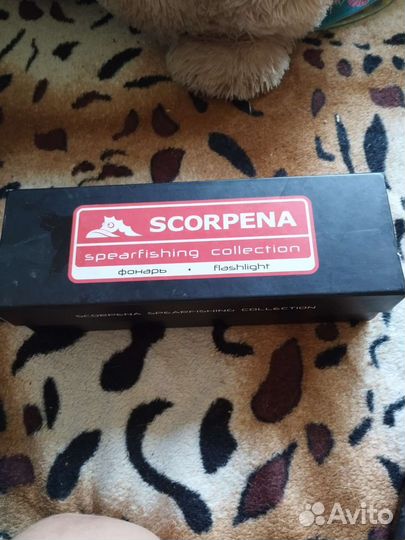 SCORPENA
spearfishing collection
фонарь • flashlight
SCORPENA SPEARFISHING COLLECTION
Avito